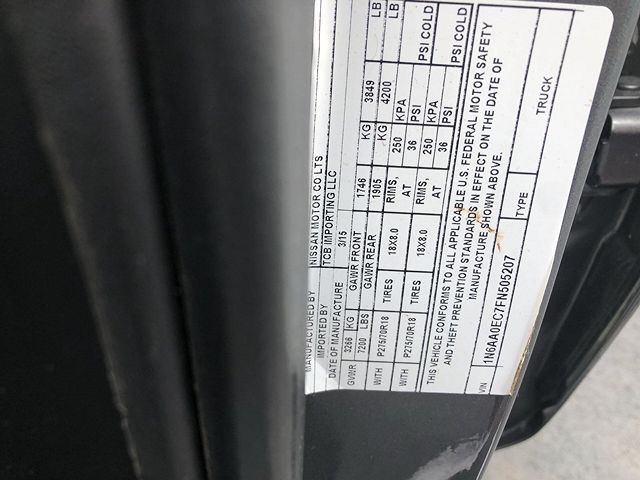 MANUFACTURED BY NISSAN MOTOR CO LTS
IMPORTED BY TCB IMPORTING LLC
DATE OF MANUFACTURE 3/15
GVWR 3266 KG GAWR FRONT 1746 KG 3849 LB
7200 LBS GAWR REAR 1905 KG 4200 LB
WITH P275/70R18 TIRES 18X8.0 RIMS, 250 KPA PSI COLD
AT 36 PSI
WITH P275/70R18 TIRES 18X8.0 RIMS, 250 KPA PSI COLD
AT 36 PSI
THIS VEHICLE CONFORMS TO ALL APPLICABLE U.S. FEDERAL MOTOR SAFETY
AND THEFT PREVENTION STANDARDS IN EFFECT ON THE DATE OF
MANUFACTURE SHOWN ABOVE.
VIN 1N6AA0EC7FN505207 TYPE TRUCK